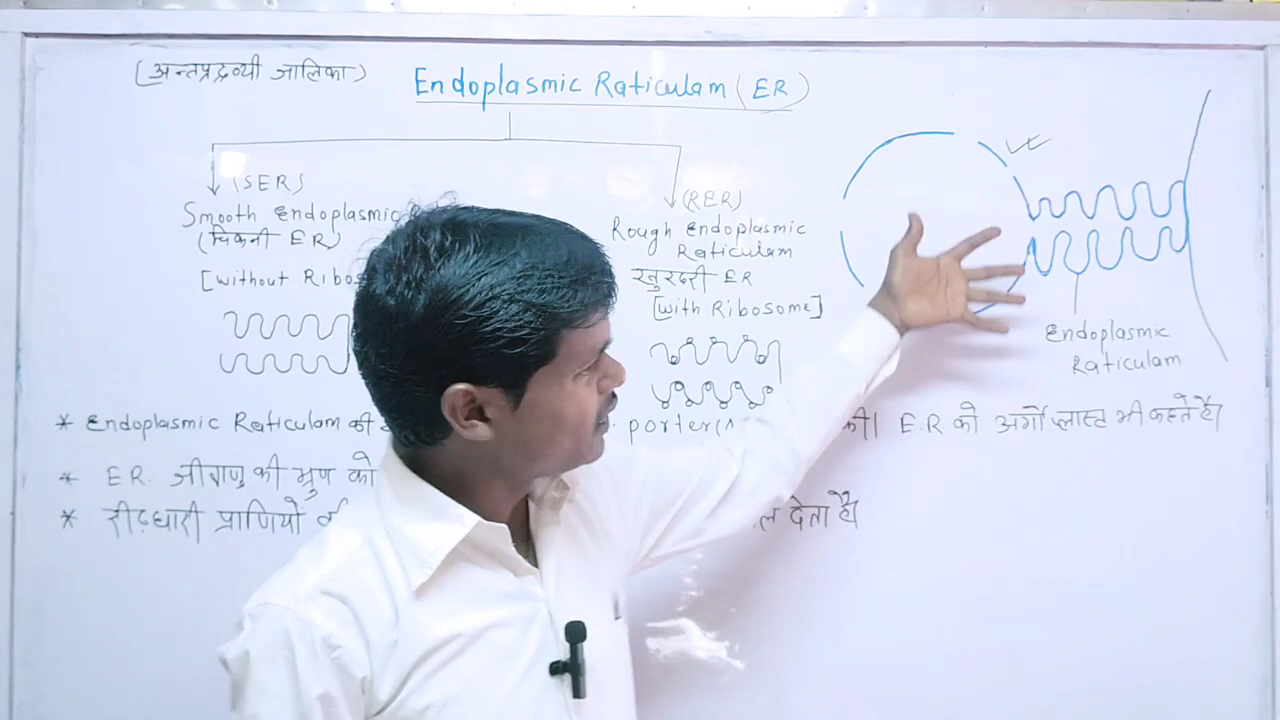 (अन्तप्रद्रव्यी जालिका)
Endoplasmic Raticulam (ER)
(SER)
Smooth Endoplasmic
(चिकनी ER)
[without Ribos
(RER)
Rough Endoplasmic
Raticulam
खुरदरी ER
[with Ribosome]
Endoplasmic
Raticulam
* Endoplasmic Raticulam की porter( की। E.R को अर्गोप्लास्ट भी कहते है।
* ER. जीवाणु की भ्रुण को
* रीढ़धारी प्राणियो देता है।